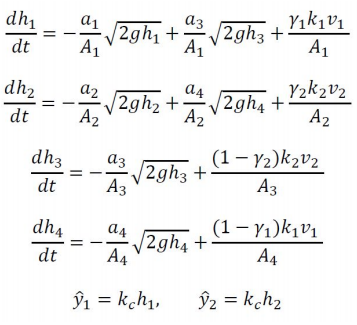 dh₁/dt = −(a₁/A₁)√(2gh₁) + (a₃/A₁)√(2gh₃) + (γ₁k₁v₁)/A₁
dh₂/dt = −(a₂/A₂)√(2gh₂) + (a₄/A₂)√(2gh₄) + (γ₂k₂v₂)/A₂
dh₃/dt = −(a₃/A₃)√(2gh₃) + ((1 − γ₂)k₂v₂)/A₃
dh₄/dt = −(a₄/A₄)√(2gh₄) + ((1 − γ₁)k₁v₁)/A₄
ŷ₁ = k_c h₁, ŷ₂ = k_c h₂